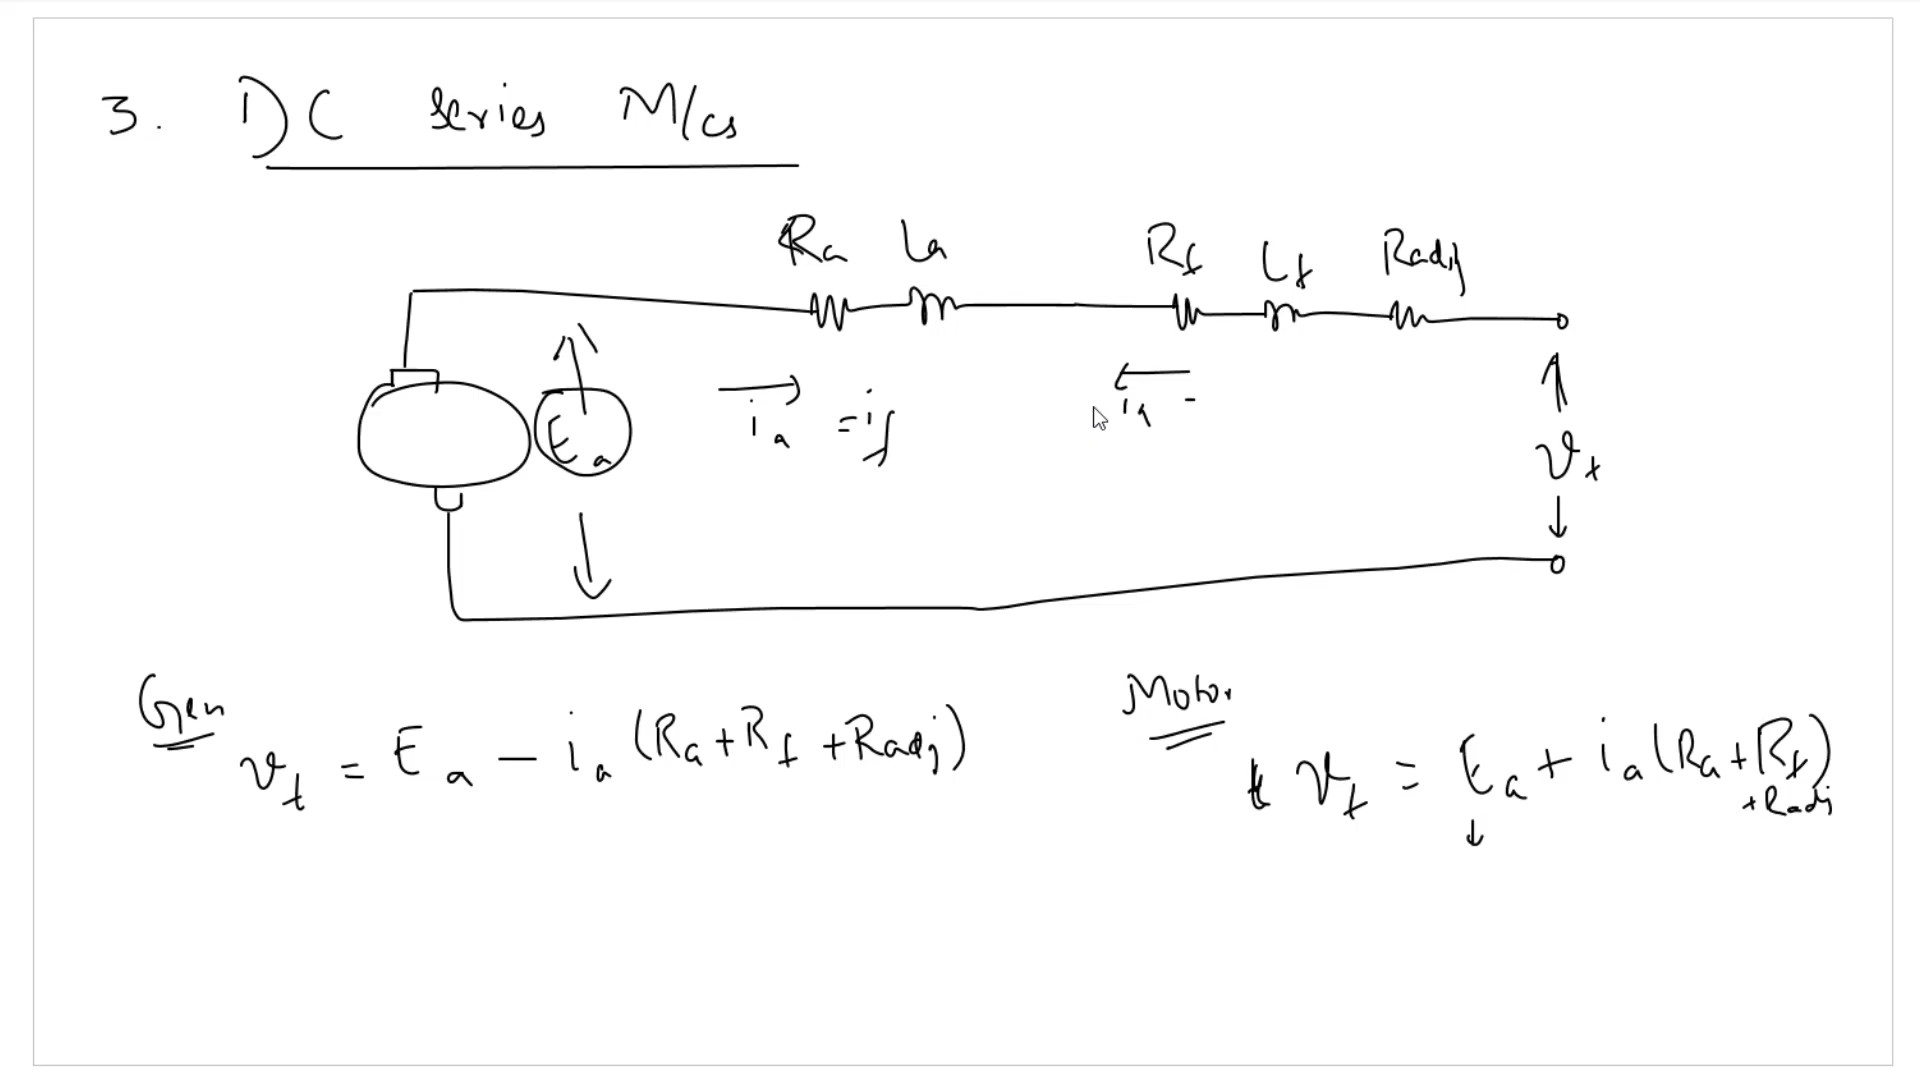 3. DC series M/cs
Ra La Rf Lf Radj
Ea ia = if ia - vt
Gen Motor
vt = Ea - ia (Ra+Rf+Radj)
t vt = Ea + ia (Ra+Rf)
+Radj